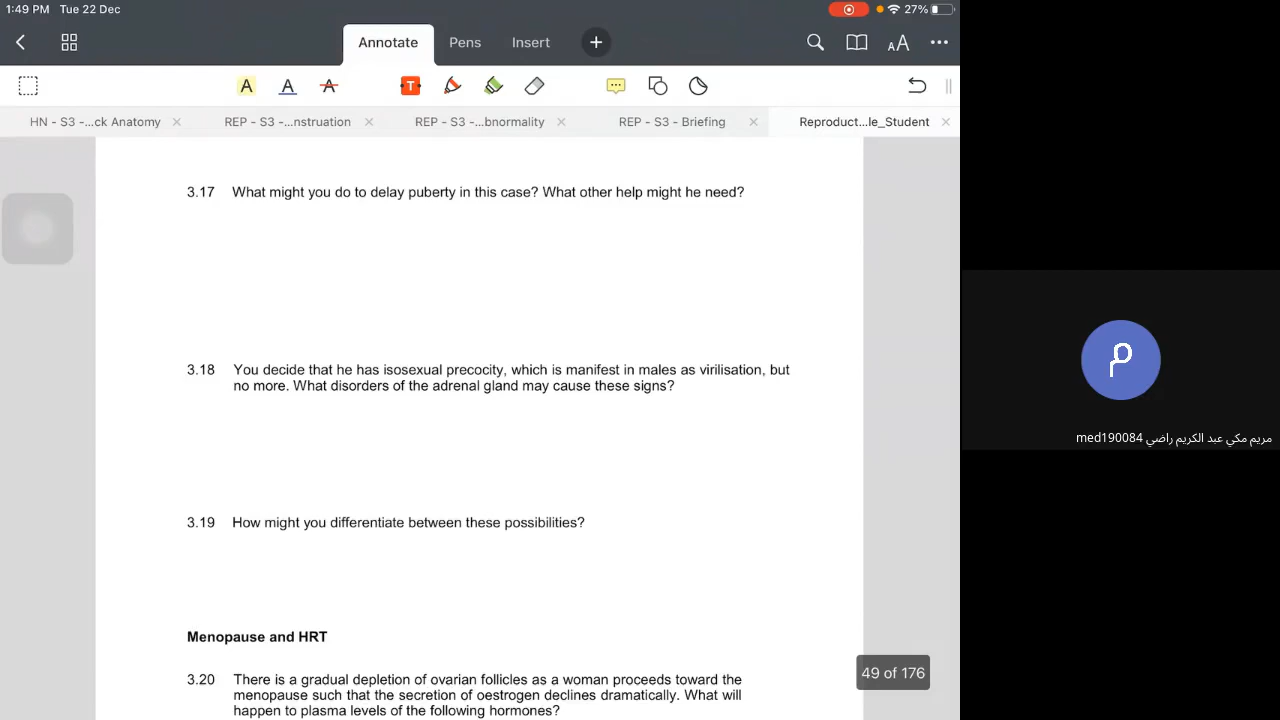 1:49 PM Tue 22 Dec
27%
Annotate Pens Insert
AA
A A A T
HN - S3 -...ck Anatomy
REP - S3 -...nstruation
REP - S3 -...bnormality
REP - S3 - Briefing
Reproduct...le_Student
3.17 What might you do to delay puberty in this case? What other help might he need?
3.18 You decide that he has isosexual precocity, which is manifest in males as virilisation, but
no more. What disorders of the adrenal gland may cause these signs?
3.19 How might you differentiate between these possibilities?
Menopause and HRT
3.20 There is a gradual depletion of ovarian follicles as a woman proceeds toward the
menopause such that the secretion of oestrogen declines dramatically. What will
happen to plasma levels of the following hormones?
49 of 176
م
مريم مكي عبد الكريم راضي med190084